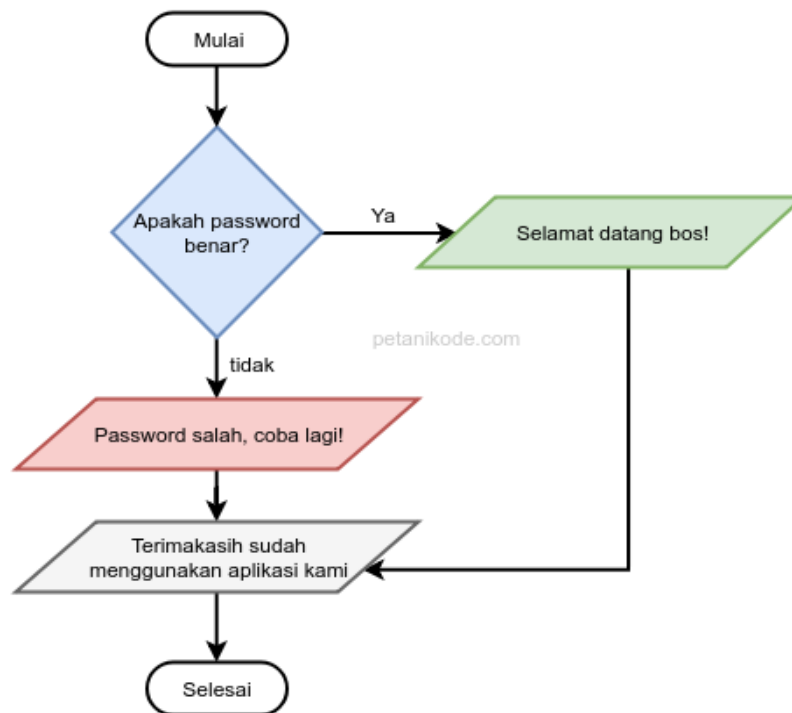 Mulai
Apakah password
benar?
Ya
Selamat datang bos!
petanikode.com
tidak
Password salah, coba lagi!
Terimakasih sudah
menggunakan aplikasi kami
Selesai